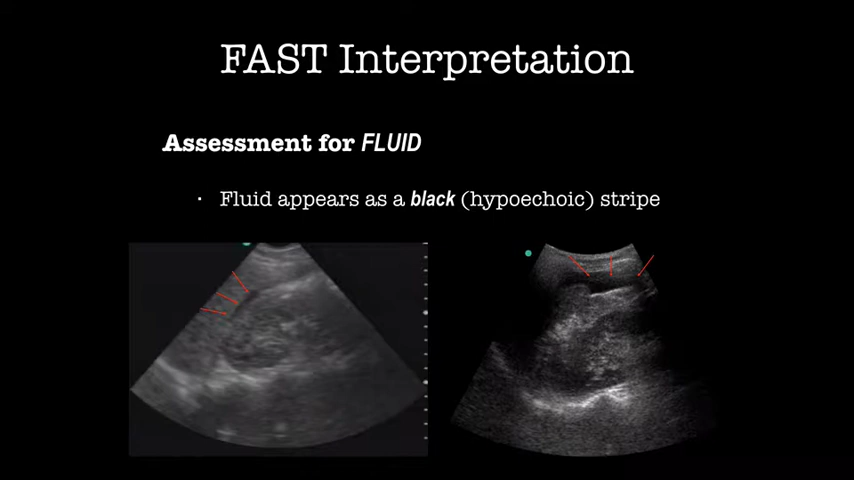 FAST Interpretation
Assessment for FLUID
· Fluid appears as a black (hypoechoic) stripe